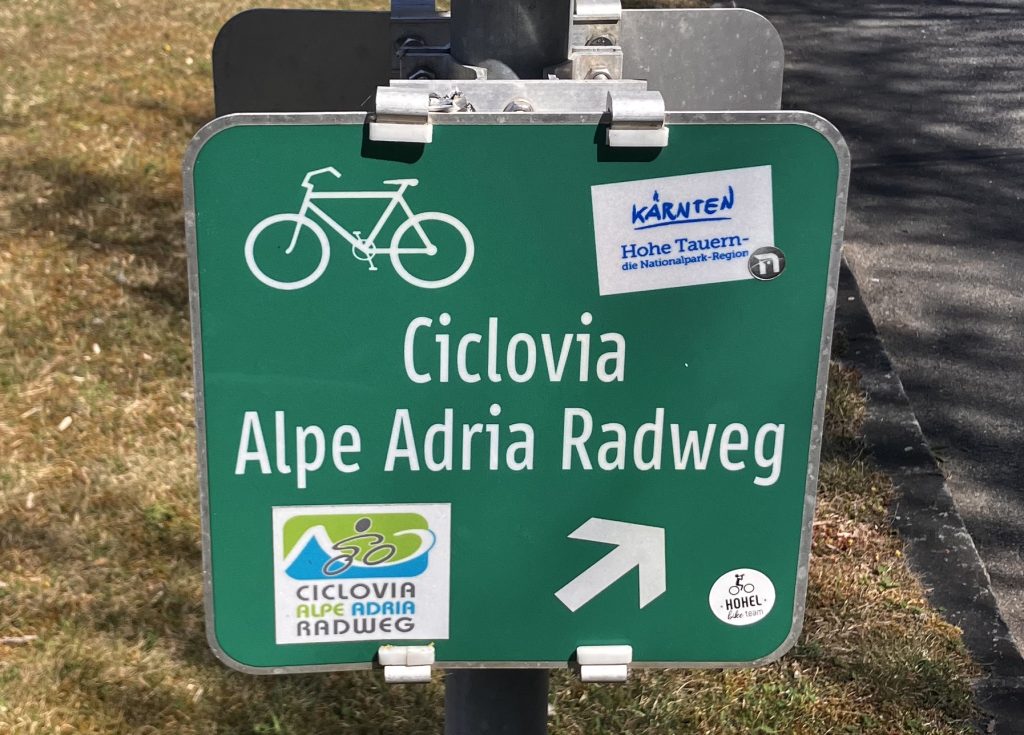 KÄRNTEN
Hohe Tauern-
die Nationalpark-Region
n
Ciclovia
Alpe Adria Radweg
CICLOVIA
ALPE ADRIA
RADWEG
HOHEL
bike team